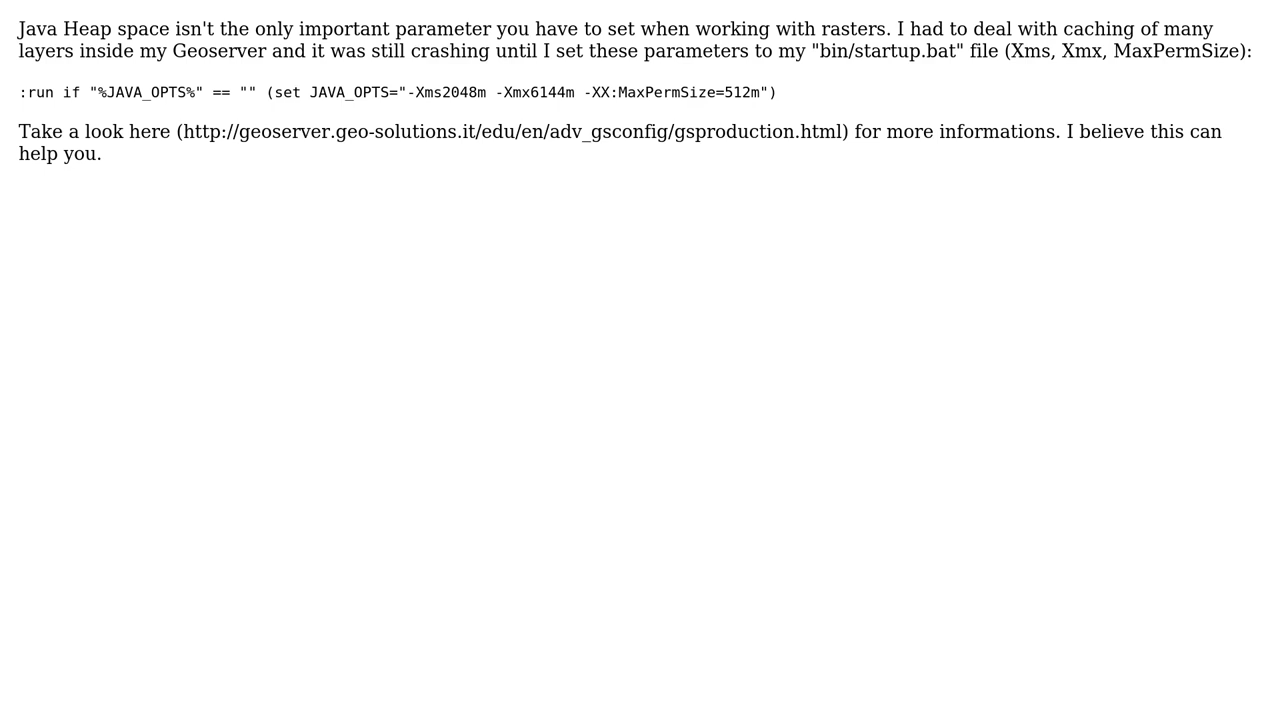 Java Heap space isn't the only important parameter you have to set when working with rasters. I had to deal with caching of many
layers inside my Geoserver and it was still crashing until I set these parameters to my "bin/startup.bat" file (Xms, Xmx, MaxPermSize):
:run if "%JAVA_OPTS%" == "" (set JAVA_OPTS="-Xms2048m -Xmx6144m -XX:MaxPermSize=512m")
Take a look here (http://geoserver.geo-solutions.it/edu/en/adv_gsconfig/gsproduction.html) for more informations. I believe this can
help you.